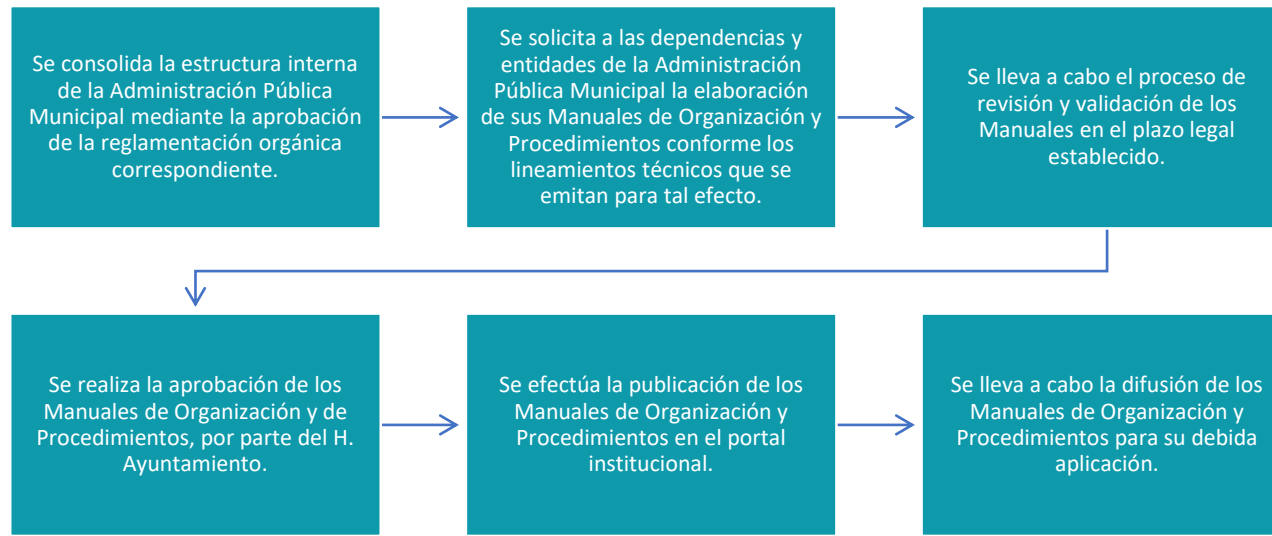 Se consolida la estructura interna
de la Administración Pública
Municipal mediante la aprobación
de la reglamentación orgánica
correspondiente.
Se solicita a las dependencias y
entidades de la Administración
Pública Municipal la elaboración
de sus Manuales de Organización y
Procedimientos conforme los
lineamientos técnicos que se
emitan para tal efecto.
Se lleva a cabo el proceso de
revisión y validación de los
Manuales en el plazo legal
establecido.
Se realiza la aprobación de los
Manuales de Organización y de
Procedimientos, por parte del H.
Ayuntamiento.
Se efectúa la publicación de los
Manuales de Organización y
Procedimientos en el portal
institucional.
Se lleva a cabo la difusión de los
Manuales de Organización y
Procedimientos para su debida
aplicación.